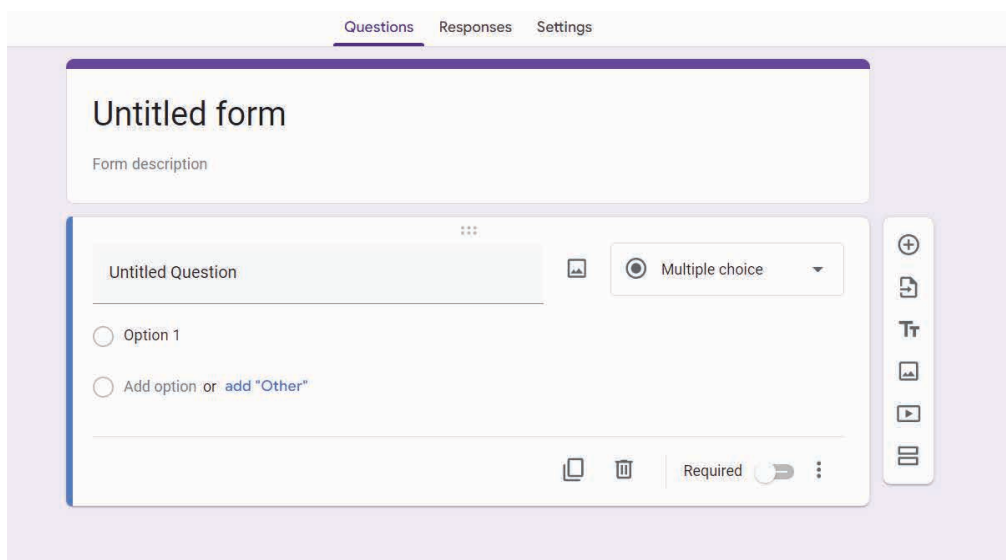 Questions Responses Settings
Untitled form
Form description
Untitled Question
Multiple choice
Option 1
Add option or add "Other"
Required